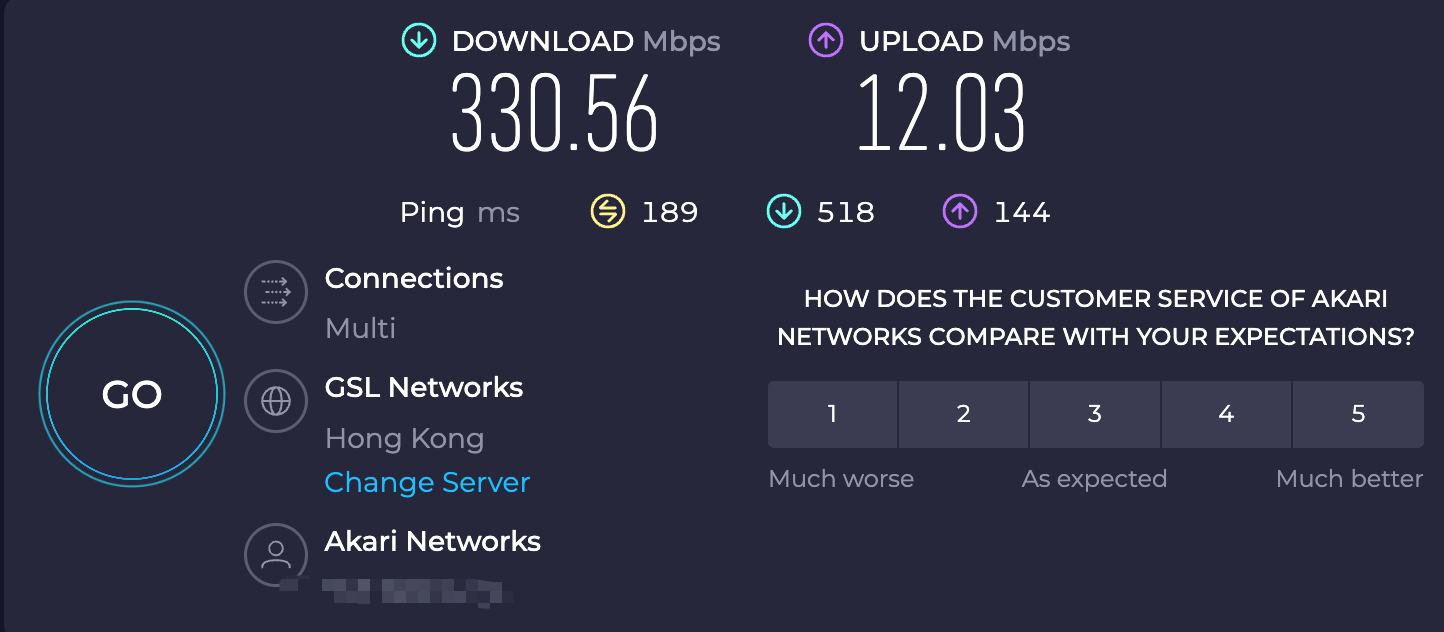 DOWNLOAD Mbps
330.56
UPLOAD Mbps
12.03
Ping ms 189 518 144
Connections
Multi
GSL Networks
Hong Kong
Change Server
Akari Networks
GO
HOW DOES THE CUSTOMER SERVICE OF AKARI
NETWORKS COMPARE WITH YOUR EXPECTATIONS?
1 2 3 4 5
Much worse As expected Much better